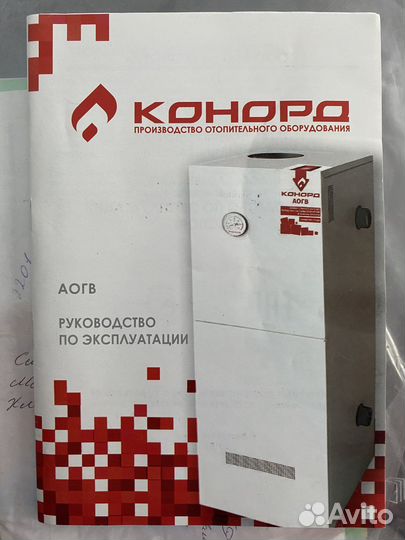 КОНОРД
ПРОИЗВОДСТВО ОТОПИТЕЛЬНОГО ОБОРУДОВАНИЯ
КОНОРД
АОГВ
АОГВ
РУКОВОДСТВО
ПО ЭКСПЛУАТАЦИИ
Avito